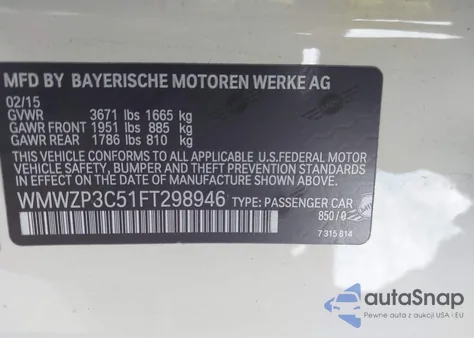 MFD BY BAYERISCHE MOTOREN WERKE AG
02/15
GVWR 3671 lbs 1665 kg
GAWR FRONT 1951 lbs 885 kg
GAWR REAR 1786 lbs 810 kg
THIS VEHICLE CONFORMS TO ALL APPLICABLE U.S.FEDERAL MOTOR
VEHICLE SAFETY, BUMPER AND THEFT PREVENTION
STANDARDS IN EFFECT ON THE DATE OF MANUFACTURE SHOWN ABOVE.
WMWZP3C51FT298946 TYPE: PASSENGER CAR
850/0
7 315 614
autoSnap
Pewne auta z aukcji USA i EU